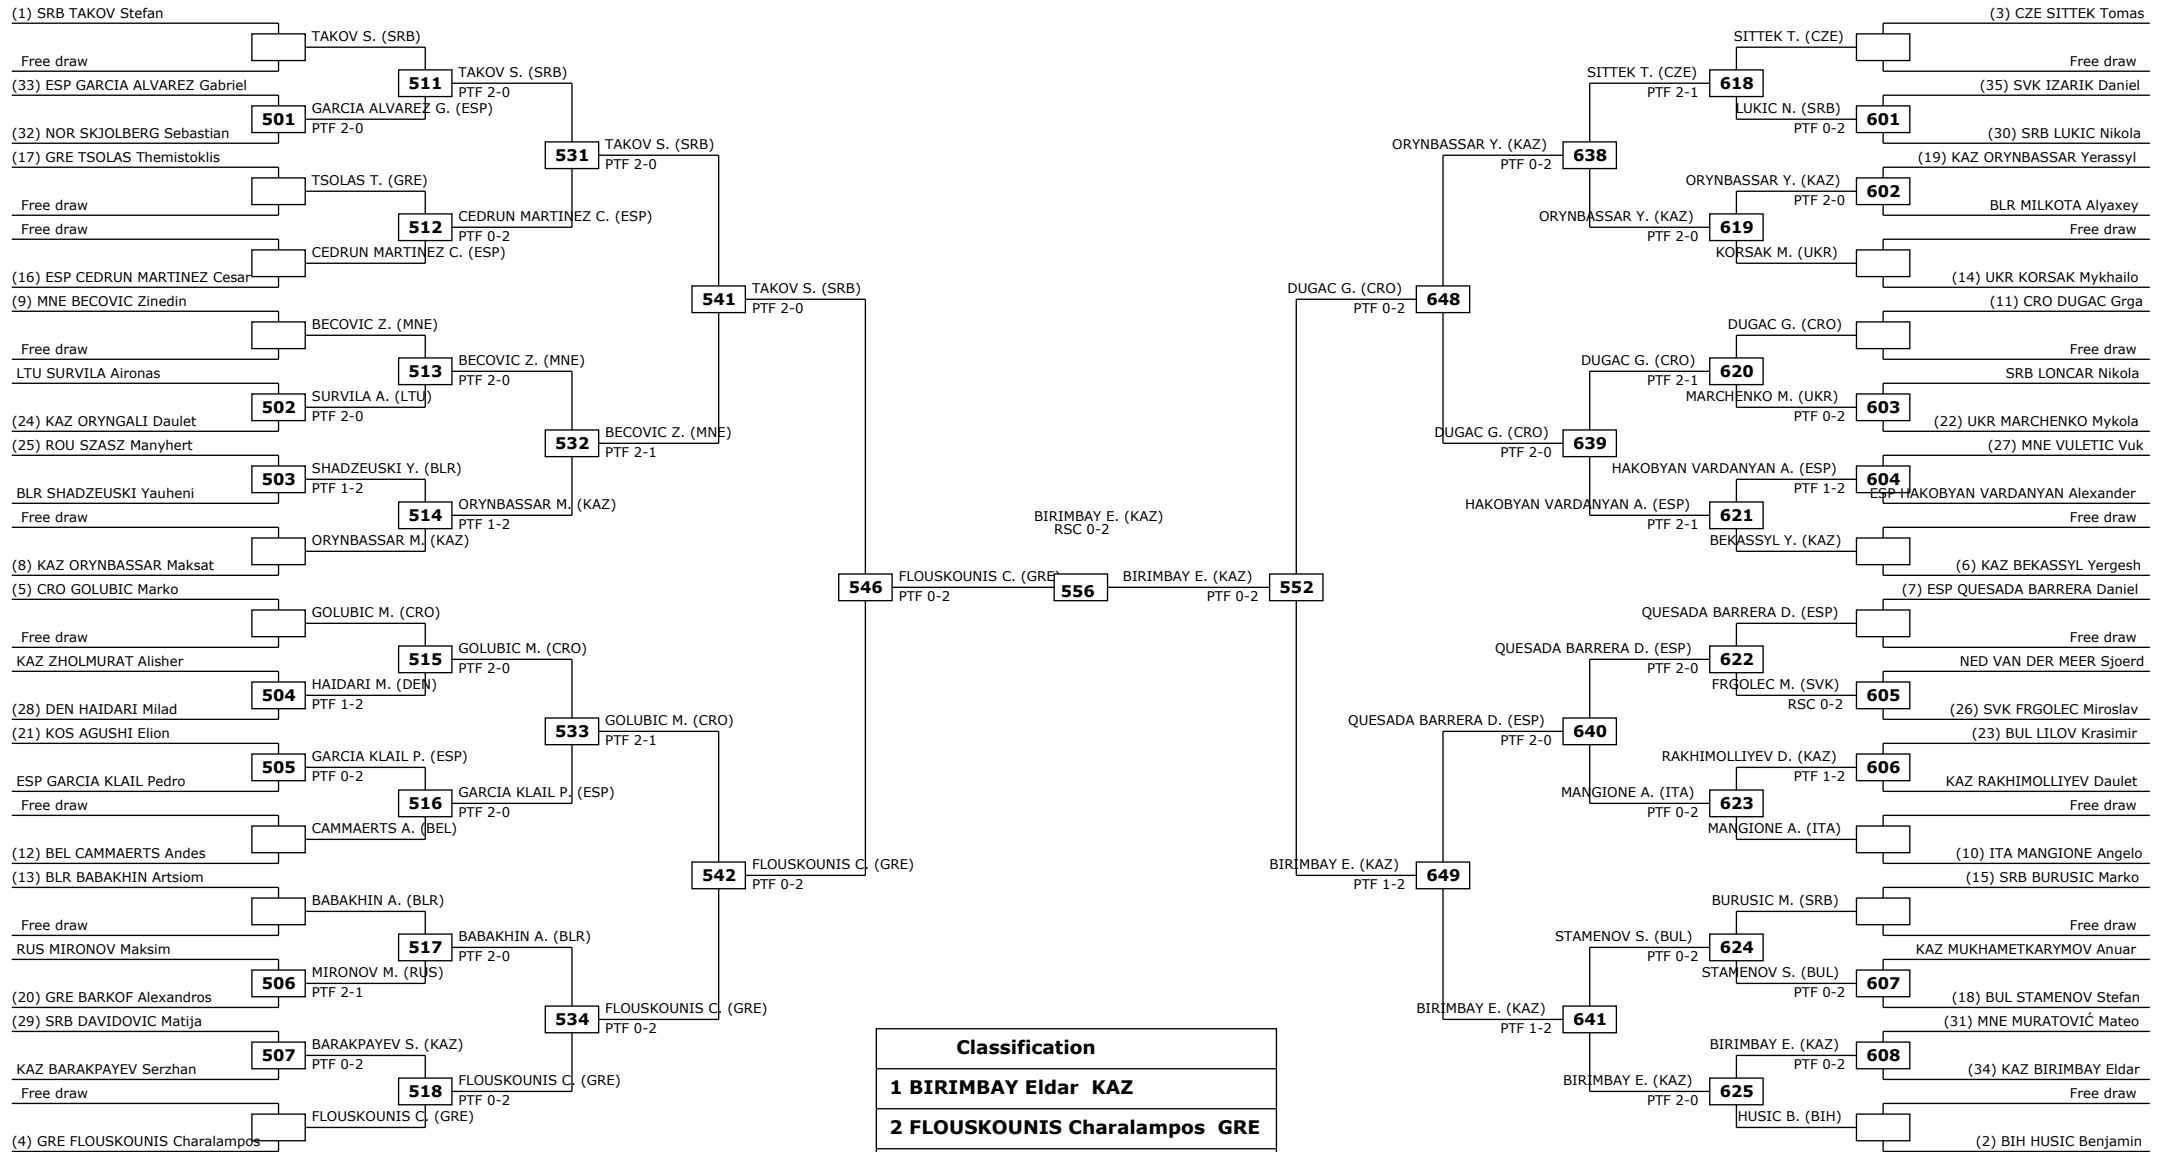 (1) SRB TAKOV Stefan
Free draw
(33) ESP GARCIA ALVAREZ Gabriel
(32) NOR SKJOLBERG Sebastian
(17) GRE TSOLAS Themistoklis
Free draw
Free draw
(16) ESP CEDRUN MARTINEZ Cesar
(9) MNE BECOVIC Zinedin
Free draw
LTU SURVILA Aironas
(24) KAZ ORYNGALI Daulet
(25) ROU SZASZ Manyhert
BLR SHADZEUSKI Yauheni
Free draw
(8) KAZ ORYNBASSAR Maksat
(5) CRO GOLUBIC Marko
Free draw
KAZ ZHOLMURAT Alisher
(28) DEN HAIDARI Milad
(21) KOS AGUSHI Elion
ESP GARCIA KLAIL Pedro
Free draw
(12) BEL CAMMAERTS Andes
(13) BLR BABAKHIN Artsiom
Free draw
RUS MIRONOV Maksim
(20) GRE BARKOF Alexandros
(29) SRB DAVIDOVIC Matija
KAZ BARAKPAYEV Serzhan
Free draw
(4) GRE FLOUSKOUNIS Charalampos
TAKOV S. (SRB)
501 GARCIA ALVAREZ G. (ESP)
PTF 2-0
TSOLAS T. (GRE)
CEDRUN MARTINEZ C. (ESP)
BECOVIC Z. (MNE)
502 SURVILA A. (LTU)
PTF 2-0
503 SHADZEUSKI Y. (BLR)
PTF 1-2
ORYNBASSAR M. (KAZ)
GOLUBIC M. (CRO)
504 HAIDARI M. (DEN)
PTF 1-2
505 GARCIA KLAIL P. (ESP)
PTF 0-2
CAMMAERTS A. (BEL)
BABAKHIN A. (BLR)
506 MIRONOV M. (RUS)
PTF 2-1
507 BARAKPAYEV S. (KAZ)
PTF 0-2
FLOUSKOUNIS C. (GRE)
511 TAKOV S. (SRB)
PTF 2-0
512 CEDRUN MARTINEZ C. (ESP)
PTF 0-2
513 BECOVIC Z. (MNE)
PTF 2-0
514 ORYNBASSAR M. (KAZ)
PTF 1-2
515 GOLUBIC M. (CRO)
PTF 2-0
516 GARCIA KLAIL P. (ESP)
PTF 2-0
517 BABAKHIN A. (BLR)
PTF 2-0
518 FLOUSKOUNIS C. (GRE)
PTF 0-2
531 TAKOV S. (SRB)
PTF 2-0
532 BECOVIC Z. (MNE)
PTF 2-1
533 GOLUBIC M. (CRO)
PTF 2-1
534 FLOUSKOUNIS C. (GRE)
PTF 0-2
541 TAKOV S. (SRB)
PTF 2-0
542 FLOUSKOUNIS C. (GRE)
PTF 0-2
546 FLOUSKOUNIS C. (GRE)
PTF 0-2
BIRIMBAY E. (KAZ)
RSC 0-2
556
BIRIMBAY E. (KAZ) 552
PTF 0-2
DUGAC G. (CRO) 648
PTF 0-2
BIRIMBAY E. (KAZ) 649
PTF 1-2
ORYNBASSAR Y. (KAZ) 638
PTF 0-2
DUGAC G. (CRO) 639
PTF 2-0
QUESADA BARRERA D. (ESP) 640
PTF 2-0
BIRIMBAY E. (KAZ) 641
PTF 1-2
SITTEK T. (CZE) 618
PTF 2-1
ORYNBASSAR Y. (KAZ) 619
PTF 2-0
DUGAC G. (CRO) 620
PTF 2-1
HAKOBYAN VARDANYAN A. (ESP) 621
PTF 2-1
QUESADA BARRERA D. (ESP) 622
PTF 2-0
MANGIONE A. (ITA) 623
PTF 0-2
STAMENOV S. (BUL) 624
PTF 0-2
BIRIMBAY E. (KAZ) 625
PTF 2-0
SITTEK T. (CZE)
LUKIC N. (SRB) 601
PTF 0-2
ORYNBASSAR Y. (KAZ) 602
PTF 2-0
KORSAK M. (UKR)
DUGAC G. (CRO)
MARCHENKO M. (UKR) 603
PTF 0-2
HAKOBYAN VARDANYAN A. (ESP) 604
PTF 1-2
BEKASSYL Y. (KAZ)
QUESADA BARRERA D. (ESP)
FRGOLEC M. (SVK) 605
RSC 0-2
RAKHIMOLLIYEV D. (KAZ) 606
PTF 1-2
MANGIONE A. (ITA)
BURUSIC M. (SRB)
STAMENOV S. (BUL) 607
PTF 0-2
BIRIMBAY E. (KAZ) 608
PTF 0-2
HUSIC B. (BIH)
(3) CZE SITTEK Tomas
Free draw
(35) SVK IZARIK Daniel
(30) SRB LUKIC Nikola
(19) KAZ ORYNBASSAR Yerassyl
BLR MILKOTA Alyaxey
Free draw
(14) UKR KORSAK Mykhailo
(11) CRO DUGAC Grga
Free draw
SRB LONCAR Nikola
(22) UKR MARCHENKO Mykola
(27) MNE VULETIC Vuk
ESP HAKOBYAN VARDANYAN Alexander
Free draw
(6) KAZ BEKASSYL Yergesh
(7) ESP QUESADA BARRERA Daniel
Free draw
NED VAN DER MEER Sjoerd
(26) SVK FRGOLEC Miroslav
(23) BUL LILOV Krasimir
KAZ RAKHIMOLLIYEV Daulet
Free draw
(10) ITA MANGIONE Angelo
(15) SRB BURUSIC Marko
Free draw
KAZ MUKHAMETKARYMOV Anuar
(18) BUL STAMENOV Stefan
(31) MNE MURATOVIĆ Mateo
(34) KAZ BIRIMBAY Eldar
Free draw
(2) BIH HUSIC Benjamin
Classification
1 BIRIMBAY Eldar KAZ
2 FLOUSKOUNIS Charalampos GRE